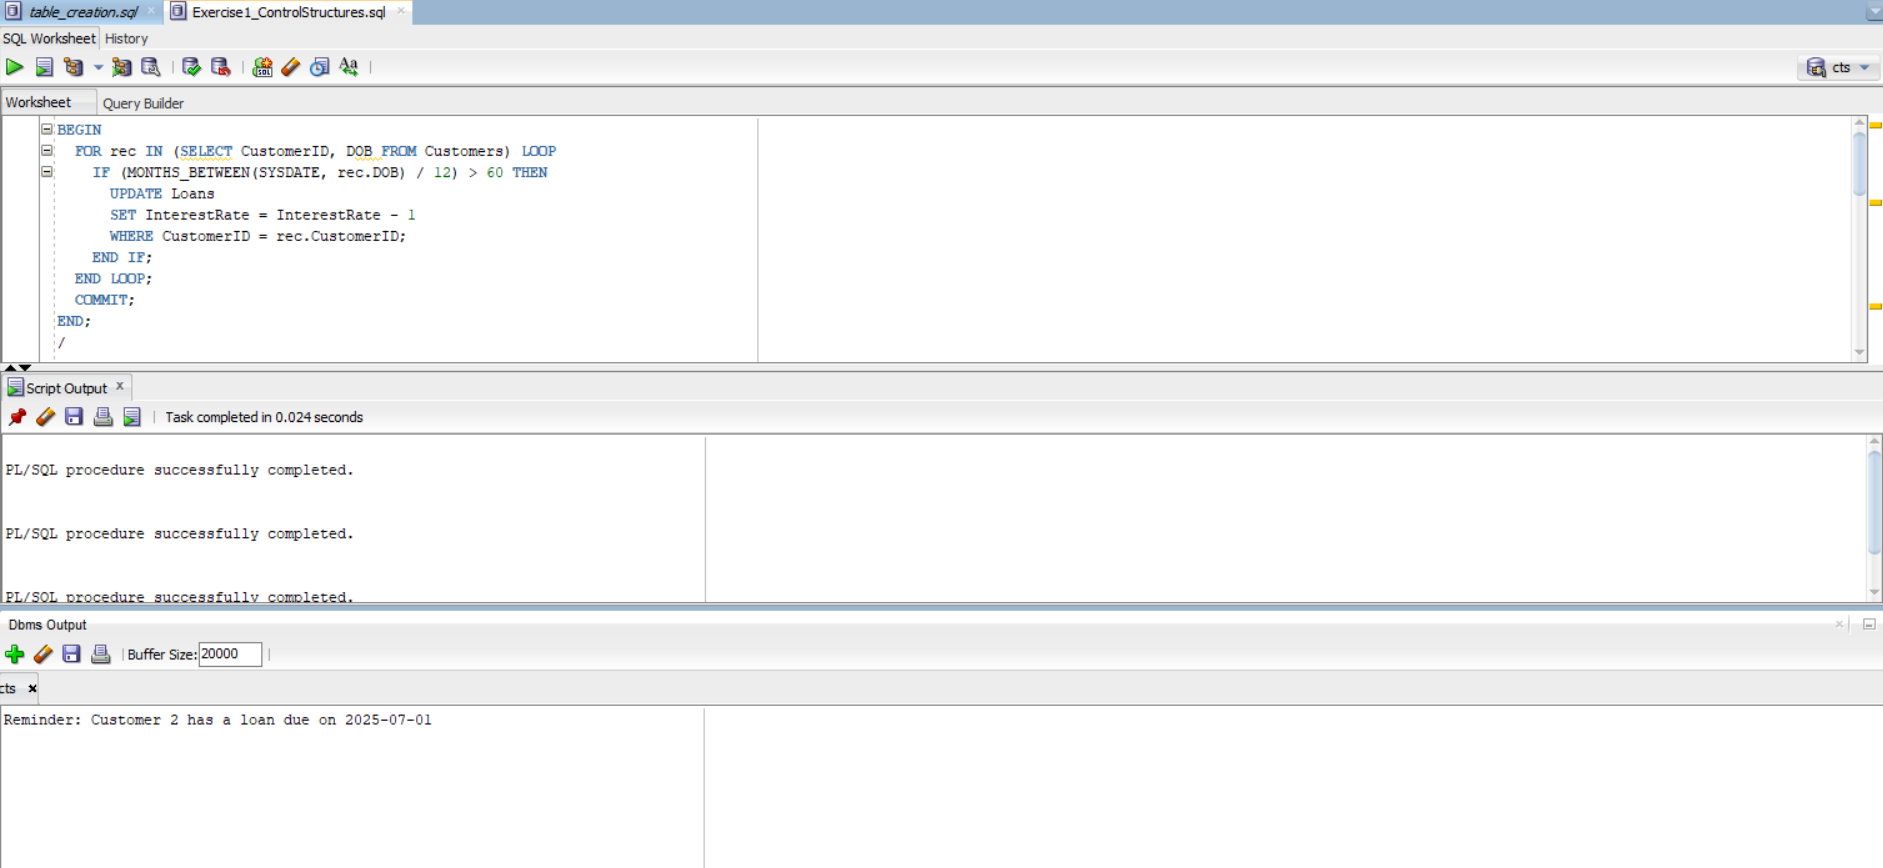 table_creation.sql
Exercise1_ControlStructures.sql
SQL Worksheet History
Aa
cts
Worksheet
Query Builder
BEGIN
FOR rec IN (SELECT CustomerID, DOB FROM Customers) LOOP
IF (MONTHS_BETWEEN(SYSDATE, rec.DOB) / 12) > 60 THEN
UPDATE Loans
SET InterestRate = InterestRate - 1
WHERE CustomerID = rec.CustomerID;
END IF;
END LOOP;
COMMIT;
END;
/
Script Output
Task completed in 0.024 seconds
PL/SQL procedure successfully completed.
PL/SQL procedure successfully completed.
PL/SQL procedure successfully completed.
Dbms Output
Buffer Size: 20000
cts
Reminder: Customer 2 has a loan due on 2025-07-01